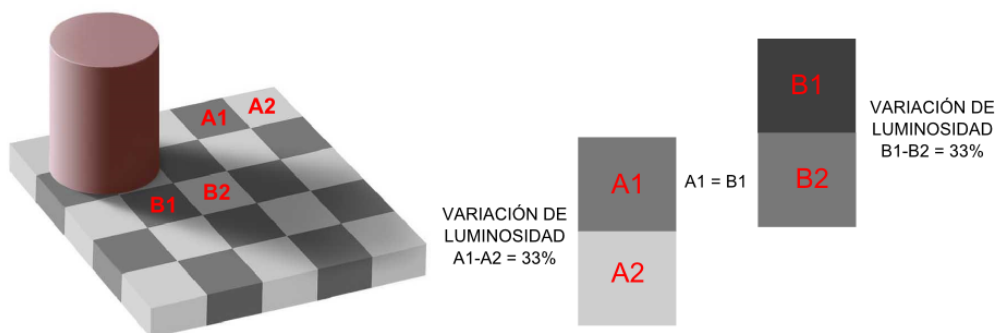 A1
A2
B1
B2
VARIACIÓN DE
LUMINOSIDAD
A1-A2 = 33%
A1
A2
A1 = B1
B1
B2
VARIACIÓN DE
LUMINOSIDAD
B1-B2 = 33%